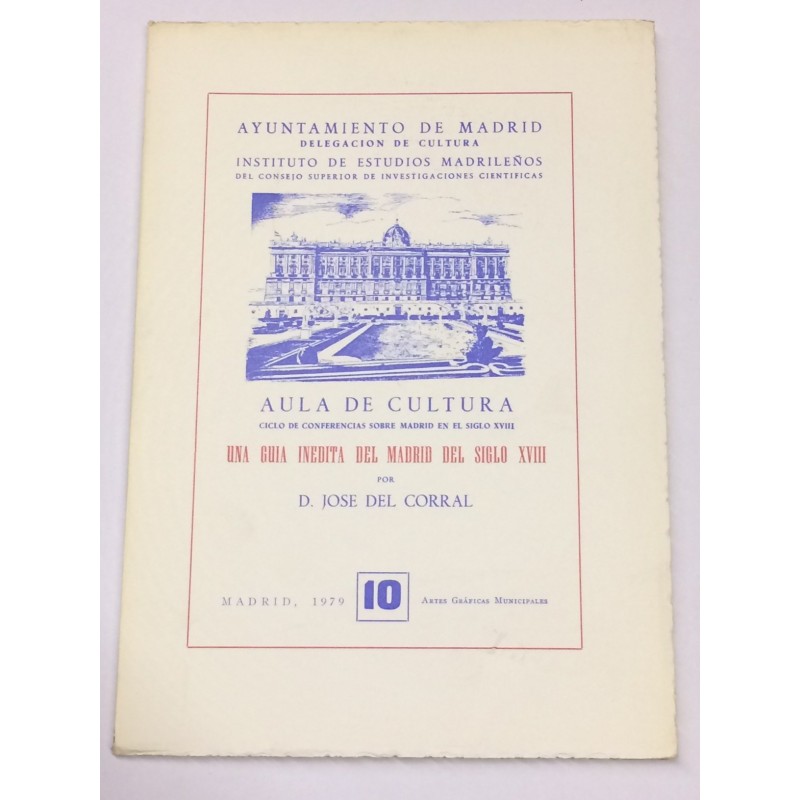 AYUNTAMIENTO DE MADRID
DELEGACION DE CULTURA
INSTITUTO DE ESTUDIOS MADRILEÑOS
DEL CONSEJO SUPERIOR DE INVESTIGACIONES CIENTIFICAS
AULA DE CULTURA
CICLO DE CONFERENCIAS SOBRE MADRID EN EL SIGLO XVIII
UNA GUIA INEDITA DEL MADRID DEL SIGLO XVIII
POR
D. JOSE DEL CORRAL
MADRID, 1979 10 ARTES GRÁFICAS MUNICIPALES